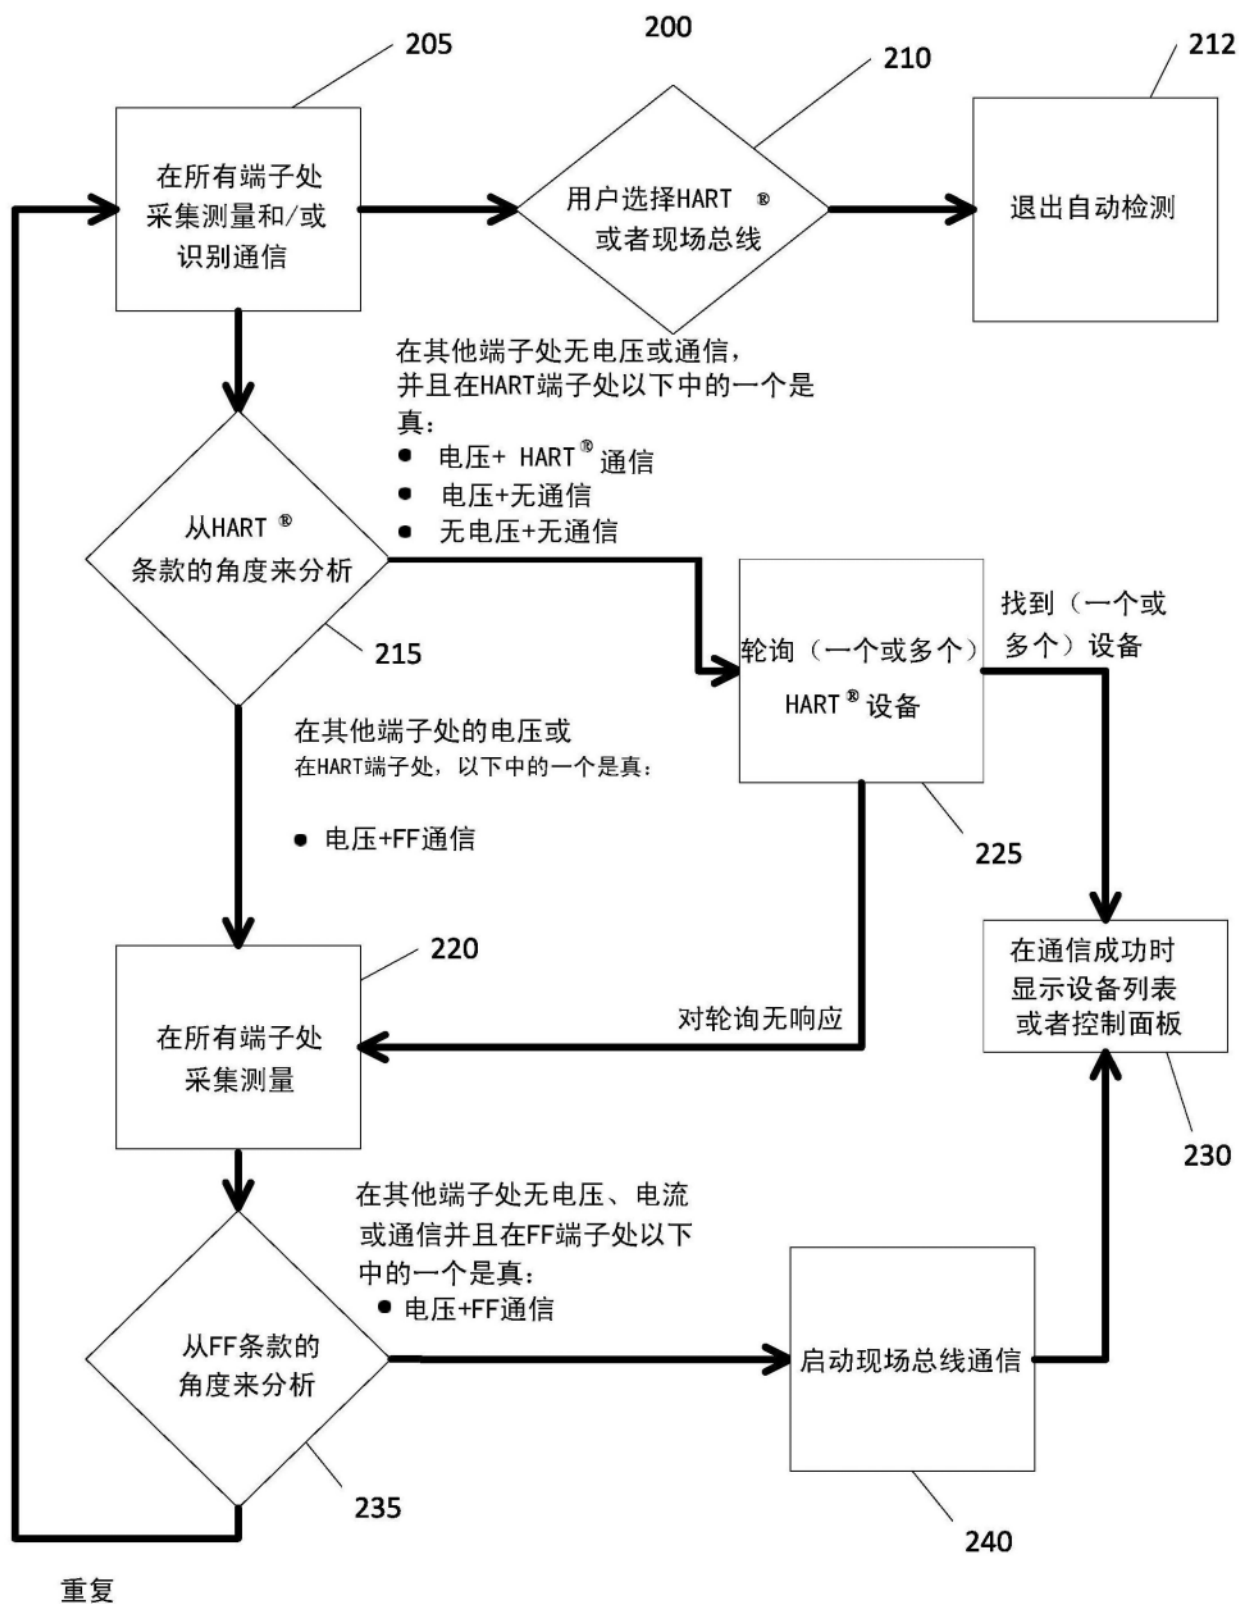 200
205
210
212
在所有端子处
采集测量和/或
识别通信
用户选择HART ®
或者现场总线
退出自动检测
在其他端子处无电压或通信，
并且在HART端子处以下中的一个是
真：
● 电压+ HART® 通信
● 电压+无通信
● 无电压+无通信
从HART ®
条款的角度来分析
215
轮询（一个或多个）
HART® 设备
225
找到（一个或
多个）设备
在其他端子处的电压或
在HART端子处，以下中的一个是真：
● 电压+FF通信
220
在所有端子处
采集测量
对轮询无响应
在通信成功时
显示设备列表
或者控制面板
230
在其他端子处无电压、电流
或通信并且在FF端子处以下
中的一个是真：
● 电压+FF通信
从FF条款的
角度来分析
235
启动现场总线通信
240
重复